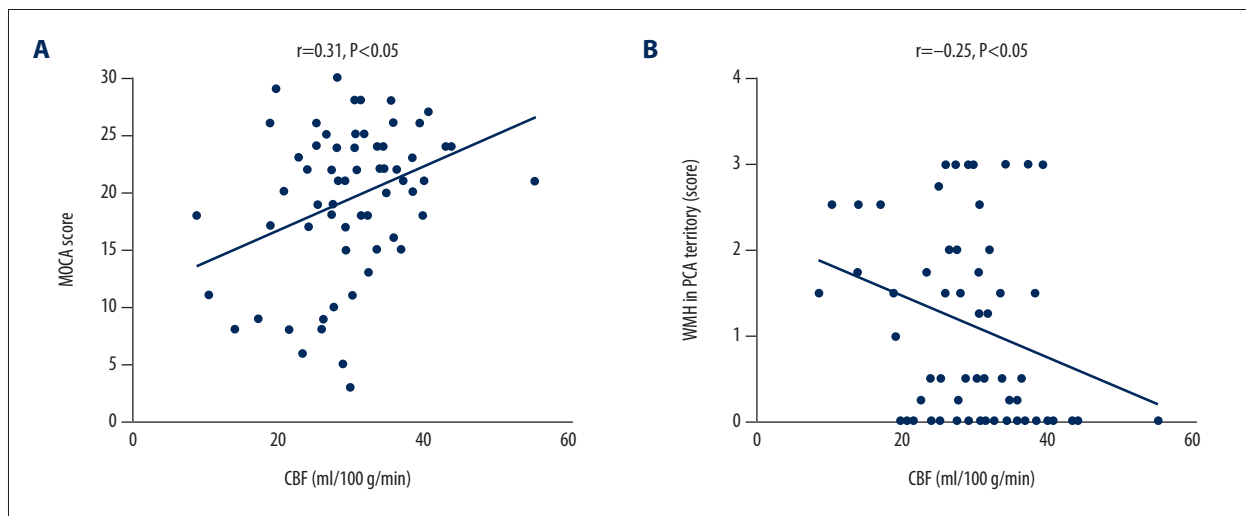 A
r=0.31, P<0.05
30
25
20
15
10
5
0
MOCA score
0 20 40 60
CBF (ml/100 g/min)
B
r=–0.25, P<0.05
4
3
2
1
0
WMH in PCA territory (score)
0 20 40 60
CBF (ml/100 g/min)